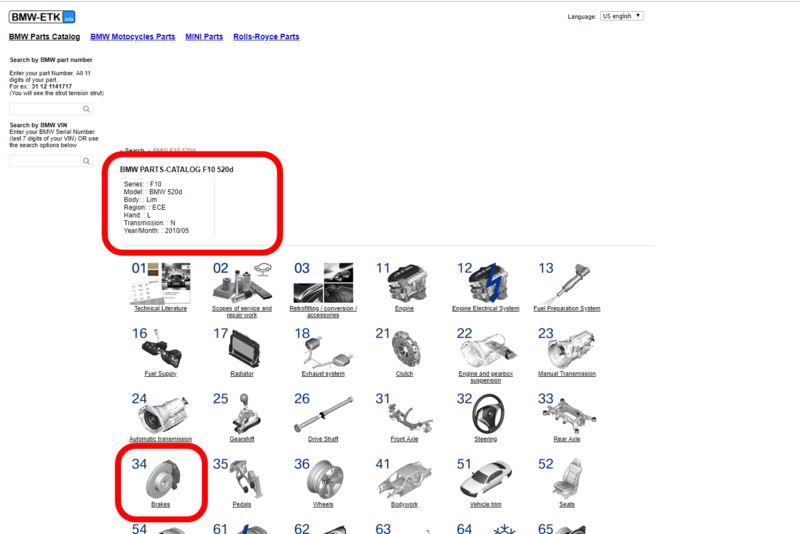 BMW-ETK.info
Language: US english
BMW Parts Catalog BMW Motocycles Parts MINI Parts Rolls-Royce Parts
Search by BMW part number
Enter your part Number. All 11
digits of your part.
For ex.: 31 12 1141717
(You will see the strut tension strut)
Search by BMW VIN
Enter your BMW Serial Number
(last 7 digits of your VIN) OR use
the search options below
Search BMW F10 520d
BMW PARTS-CATALOG F10 520d
Series: : F10
Model: : BMW 520d
Body: : Lim
Region: : ECE
Hand: : L
Transmission: : N
Year/Month: : 2010/05
01 02 03 11 12 13
Technical Literature Scopes of service and Retrofitting / conversion / Engine Engine Electrical System Fuel Preparation System
repair work accessories
16 17 18 21 22 23
Fuel Supply Radiator Exhaust system Clutch Engine and gearbox Manual Transmission
suspension
24 25 26 31 32 33
Automatic transmission Gearshift Drive Shaft Front Axle Steering Rear Axle
34 35 36 41 51 52
Brakes Pedals Wheels Bodywork Vehicle trim Seats
54 61 62 63 64 65